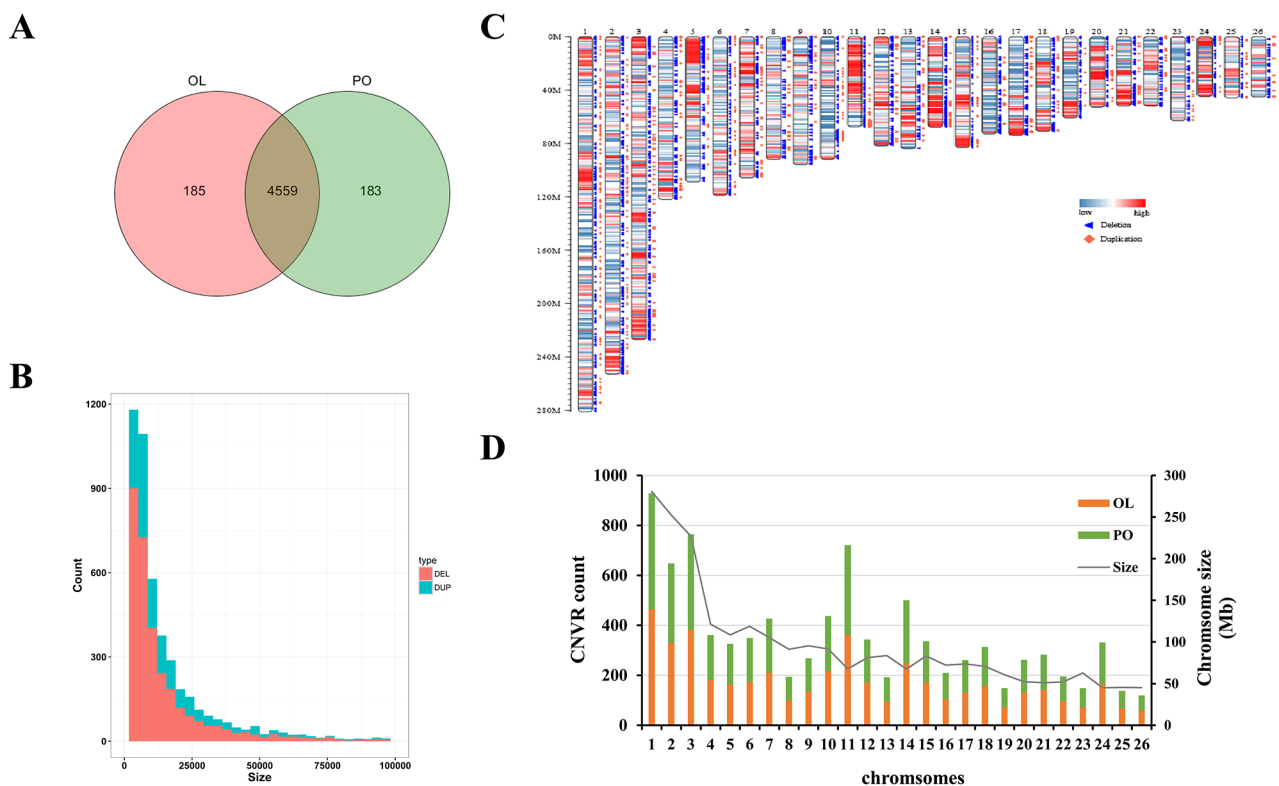 A
OL
PO
185
4559
183
B
1200
900
600
300
0
Count
0 25000 50000 75000 100000
Size
type
DEL
DUP
C
1 2 3 4 5 6 7 8 9 10 11 12 13 14 15 16 17 18 19 20 21 22 23 24 25 26
0M
40M
80M
120M
160M
200M
240M
280M
low high
Deletion
Duplication
D
1000
800
600
400
200
0
CNVR count
300
250
200
150
100
50
0
Chromsome size
(Mb)
OL
PO
Size
1 2 3 4 5 6 7 8 9 10 11 12 13 14 15 16 17 18 19 20 21 22 23 24 25 26
chromsomes